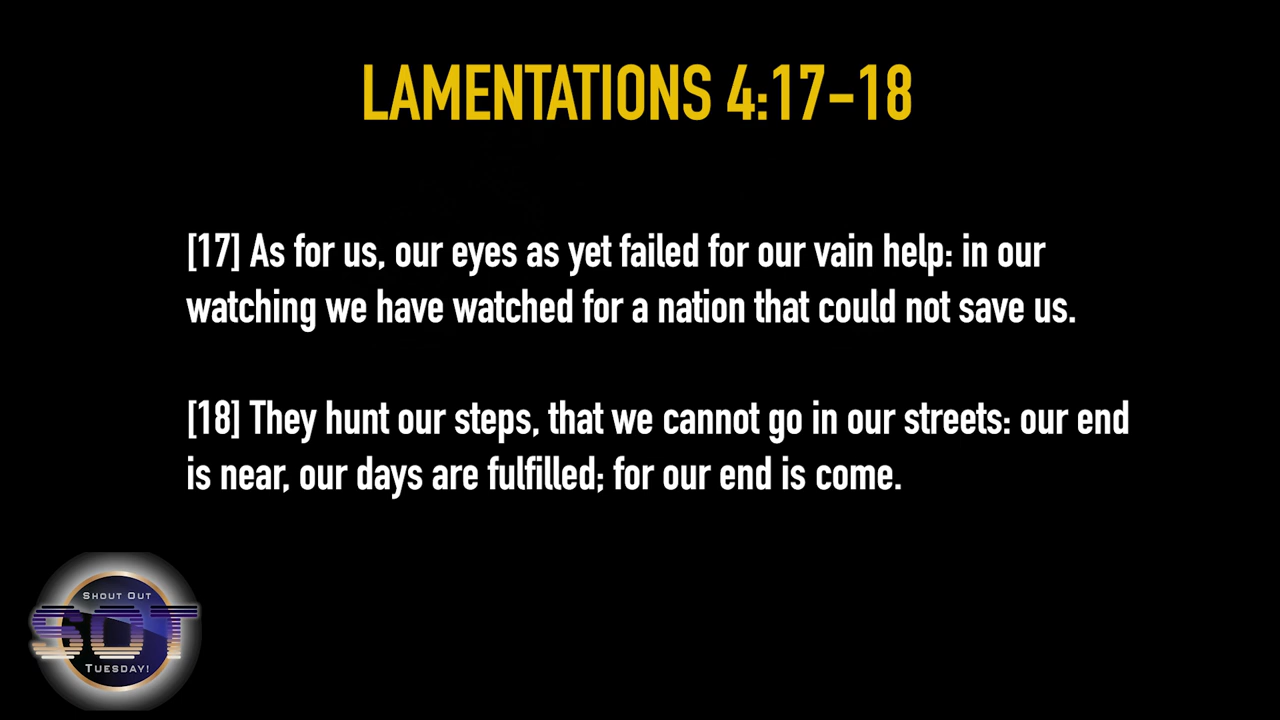 LAMENTATIONS 4:17-18
[17] As for us, our eyes as yet failed for our vain help: in our
watching we have watched for a nation that could not save us.
[18] They hunt our steps, that we cannot go in our streets: our end
is near, our days are fulfilled; for our end is come.
SHOUT OUT
SOT
TUESDAY!